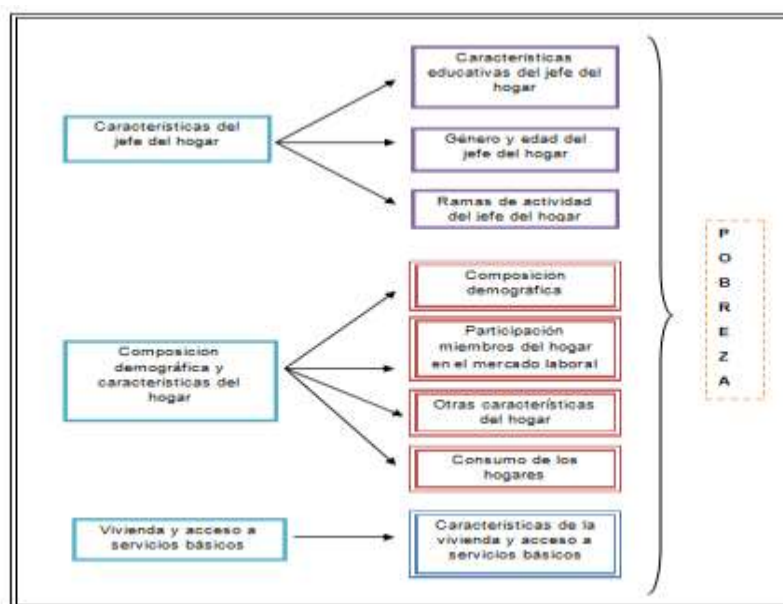 Características del
jefe del hogar
Características
educativas del jefe del
hogar
Género y edad del
jefe del hogar
Ramas de actividad
del jefe del hogar
Composición
demográfica y
características del
hogar
Composición
demográfica
Participación
miembros del hogar
en el mercado laboral
Otras características
del hogar
Consumo de los
hogares
Vivienda y acceso a
servicios básicos
Características de la
vivienda y acceso a
servicios básicos
P
O
B
R
E
Z
A